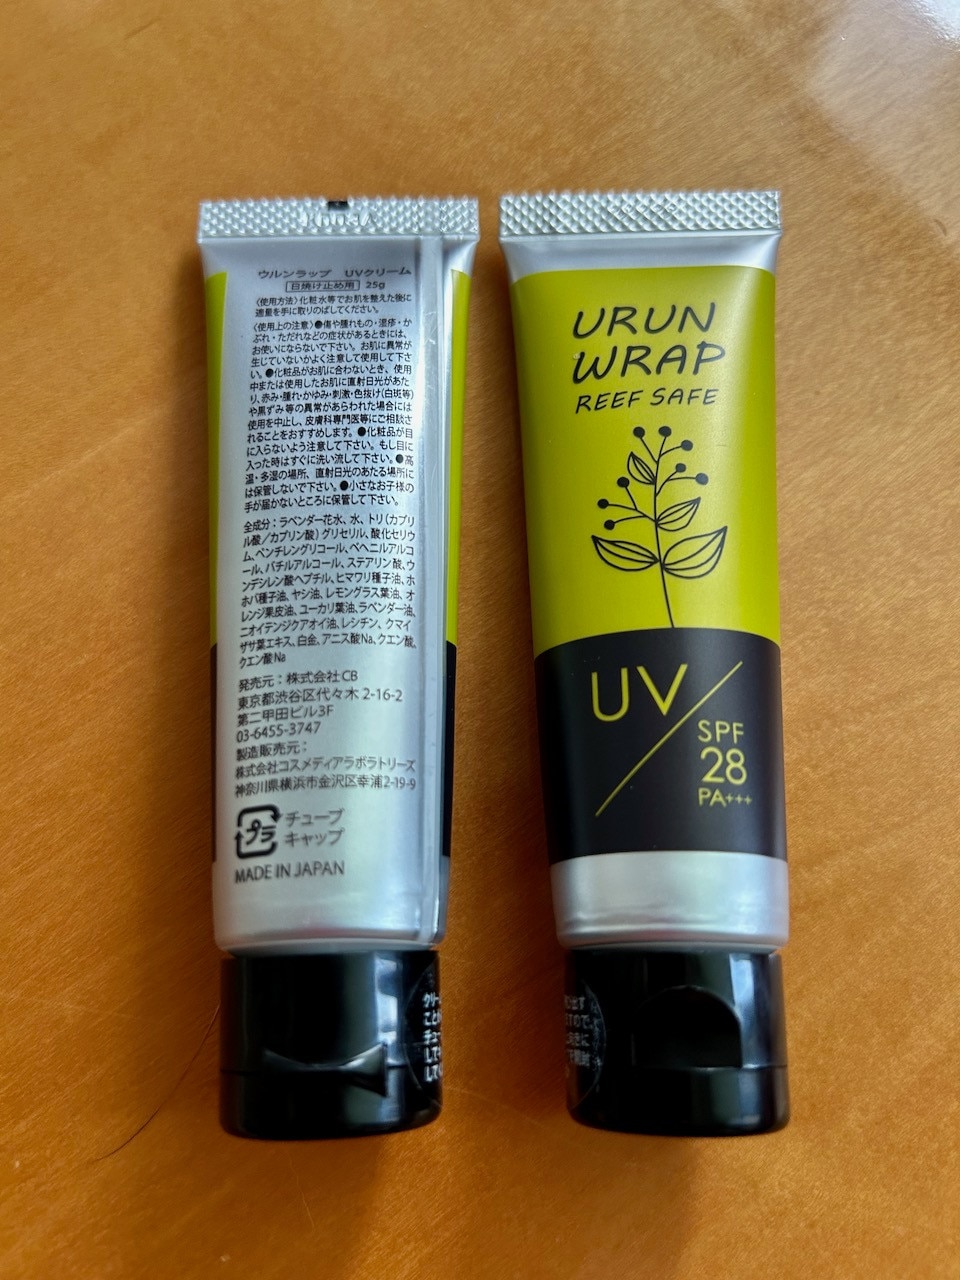 ウルンラップ UVクリーム
日焼け止め用 25g
〈使用方法〉化粧水等でお肌を整えた後に
適量を手に取りのばしてください。
〈使用上の注意〉●傷や腫れもの・湿疹・か
ぶれ・ただれなどの症状があるときには、
お使いにならないで下さい。お肌に異常が
生じていないかよく注意して使用して下さ
い。●化粧品がお肌に合わないとき、使用
中または使用したお肌に直射日光があた
り、赤み・腫れ・かゆみ・刺激・色抜け(白斑等)
や黒ずみ等の異常があらわれた場合には
使用を中止し、皮膚科専門医等にご相談さ
れることをおすすめします。●化粧品が目
に入らないよう注意して下さい。もし目に
入った時はすぐに洗い流して下さい。●高
温・多湿の場所、直射日光のあたる場所に
は保管しないで下さい。●小さなお子様の
手が届かないところに保管して下さい。
全成分：ラベンダー花水、水、トリ(カプリ
ル酸/カプリン酸)グリセリル、酸化セリウ
ム、ペンチレングリコール、ベヘニルアルコ
ール、バチルアルコール、ステアリン酸、ウ
ンデシレン酸ヘプチル、ヒマワリ種子油、ホ
ホバ種子油、ヤシ油、レモングラス葉油、オ
レンジ果皮油、ユーカリ葉油、ラベンダー油、
ニオイテンジクアオイ油、レシチン、クマイ
ザサ葉エキス、白金、アニス酸Na、クエン酸、
クエン酸Na
発売元：株式会社CB
東京都渋谷区代々木2-16-2
第二甲田ビル3F
03-6455-3747
製造販売元：
株式会社コスメディアラボラトリーズ
神奈川県横浜市金沢区幸浦2-19-9
プラ
チューブ
キャップ
MADE IN JAPAN
URUN
WRAP
REEF SAFE
UV
SPF
28
PA+++